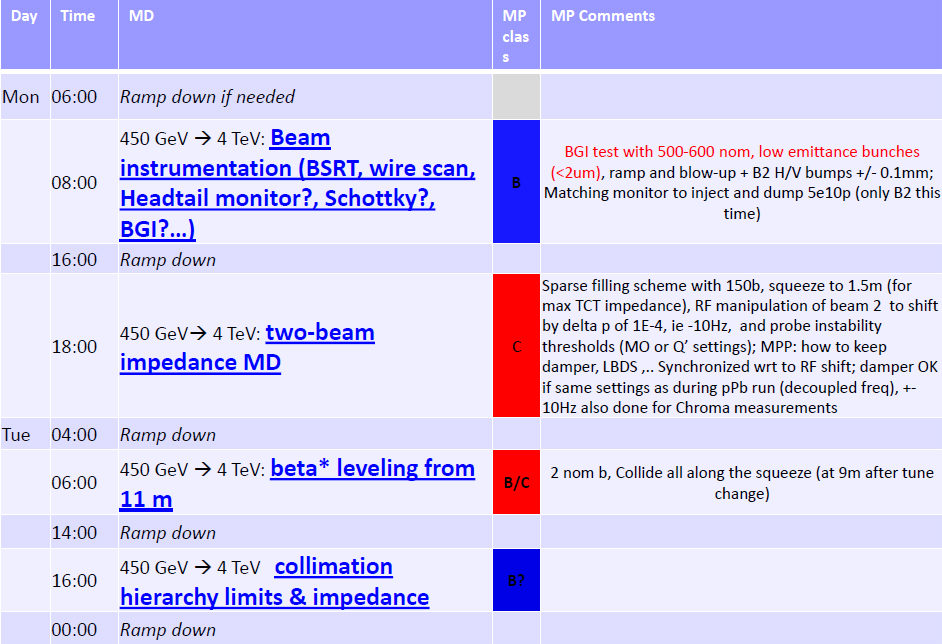 Day Time MD MP MP Comments
clas
s
Mon 06:00 Ramp down if needed
08:00
450 GeV → 4 TeV: Beam
instrumentation (BSRT, wire scan,
Headtail monitor?, Schottky?,
BGI?...)
B
BGI test with 500-600 nom, low emittance bunches
(<2um), ramp and blow-up + B2 H/V bumps +/- 0.1mm;
Matching monitor to inject and dump 5e10p (only B2 this
time)
16:00 Ramp down
18:00
450 GeV→ 4 TeV: two-beam
impedance MD
C
Sparse filling scheme with 150b, squeeze to 1.5m (for
max TCT impedance), RF manipulation of beam 2 to shift
by delta p of 1E-4, ie -10Hz, and probe instability
thresholds (MO or Q’ settings); MPP: how to keep
damper, LBDS ,.. Synchronized wrt to RF shift; damper OK
if same settings as during pPb run (decoupled freq), +-
10Hz also done for Chroma measurements
Tue 04:00 Ramp down
06:00
450 GeV → 4 TeV: beta* leveling from
11 m
B/C
2 nom b, Collide all along the squeeze (at 9m after tune
change)
14:00 Ramp down
16:00
450 GeV → 4 TeV collimation
hierarchy limits & impedance
B?
00:00 Ramp down